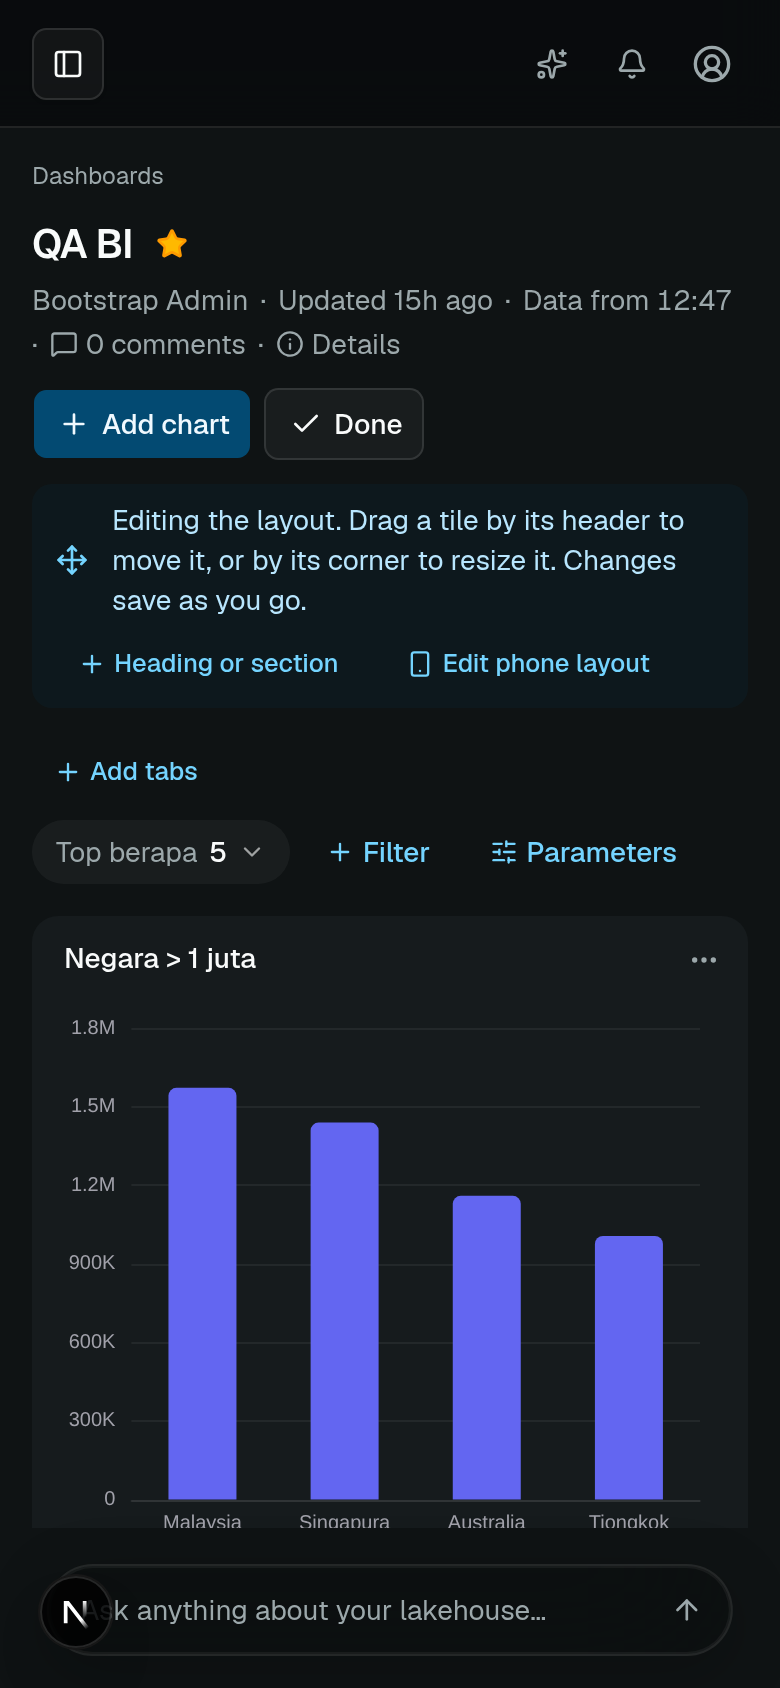 Dashboards
QA BI
Bootstrap Admin · Updated 15h ago · Data from 12:47
· 0 comments · Details
+ Add chart Done
Editing the layout. Drag a tile by its header to
move it, or by its corner to resize it. Changes
save as you go.
+ Heading or section Edit phone layout
+ Add tabs
Top berapa 5 + Filter Parameters
Negara > 1 juta
1.8M
1.5M
1.2M
900K
600K
300K
0
Malaysia Singapura Australia Tiongkok
N Ask anything about your lakehouse...